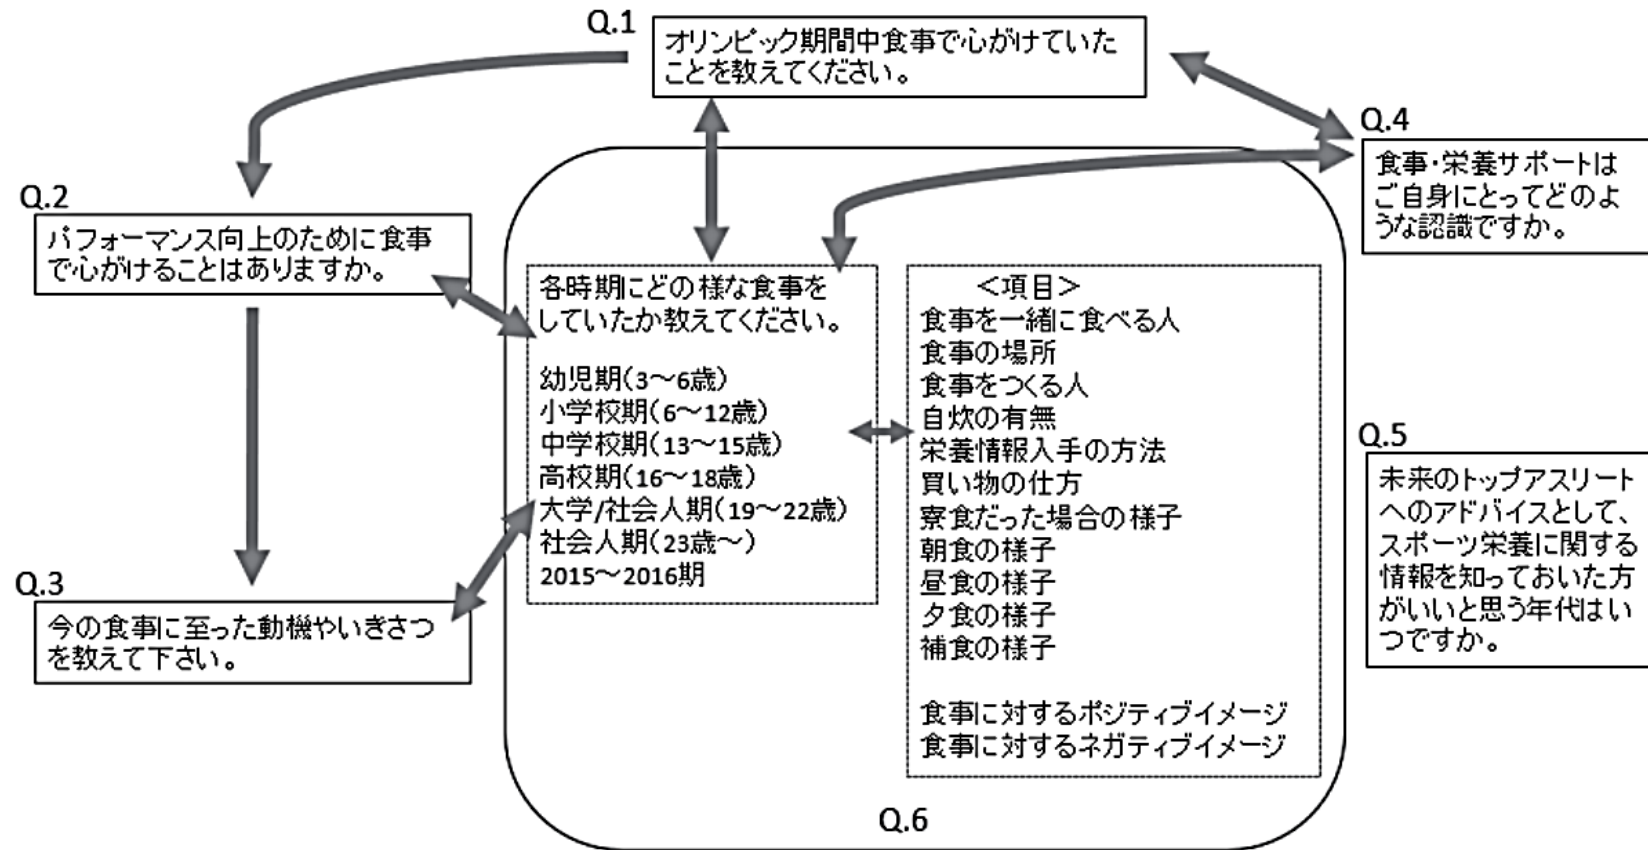 Q.1
オリンピック期間中食事で心がけていた
ことを教えてください。
Q.2
パフォーマンス向上のために食事
で心がけることはありますか。
Q.3
今の食事に至った動機やいきさつ
を教えて下さい。
Q.4
食事・栄養サポートは
ご自身にとってどのよ
うな認識ですか。
Q.5
未来のトップアスリート
へのアドバイスとして、
スポーツ栄養に関する
情報を知っておいた方
がいいと思う年代はい
つですか。
各時期にどの様な食事を
していたか教えてください。
幼児期(3～6歳)
小学校期(6～12歳)
中学校期(13～15歳)
高校期(16～18歳)
大学/社会人期(19～22歳)
社会人期(23歳～)
2015～2016期
＜項目＞
食事を一緒に食べる人
食事の場所
食事をつくる人
自炊の有無
栄養情報入手の方法
買い物の仕方
寮食だった場合の様子
朝食の様子
昼食の様子
夕食の様子
補食の様子
食事に対するポジティブイメージ
食事に対するネガティブイメージ
Q.6